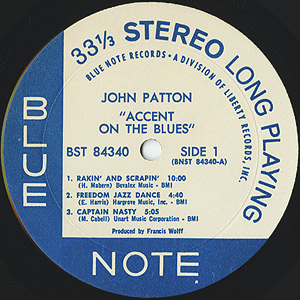 33⅓ STEREO LONG PLAYING
BLUE NOTE RECORDS • A DIVISION OF LIBERTY RECORDS, INC.
JOHN PATTON
"ACCENT
ON THE BLUES"
BST 84340 SIDE 1
(BNST 84340-A)
1. RAKIN' AND SCRAPIN' 10:00
(H. Mabern) Bevalex Music - BMI
2. FREEDOM JAZZ DANCE 4:40
(E. Harris) Hargrove Music, Inc. - BMI
3. CAPTAIN NASTY 5:05
(M. Cabell) Unart Music Corporation - BMI
Produced by Francis Wolff
BLUE
NOTE